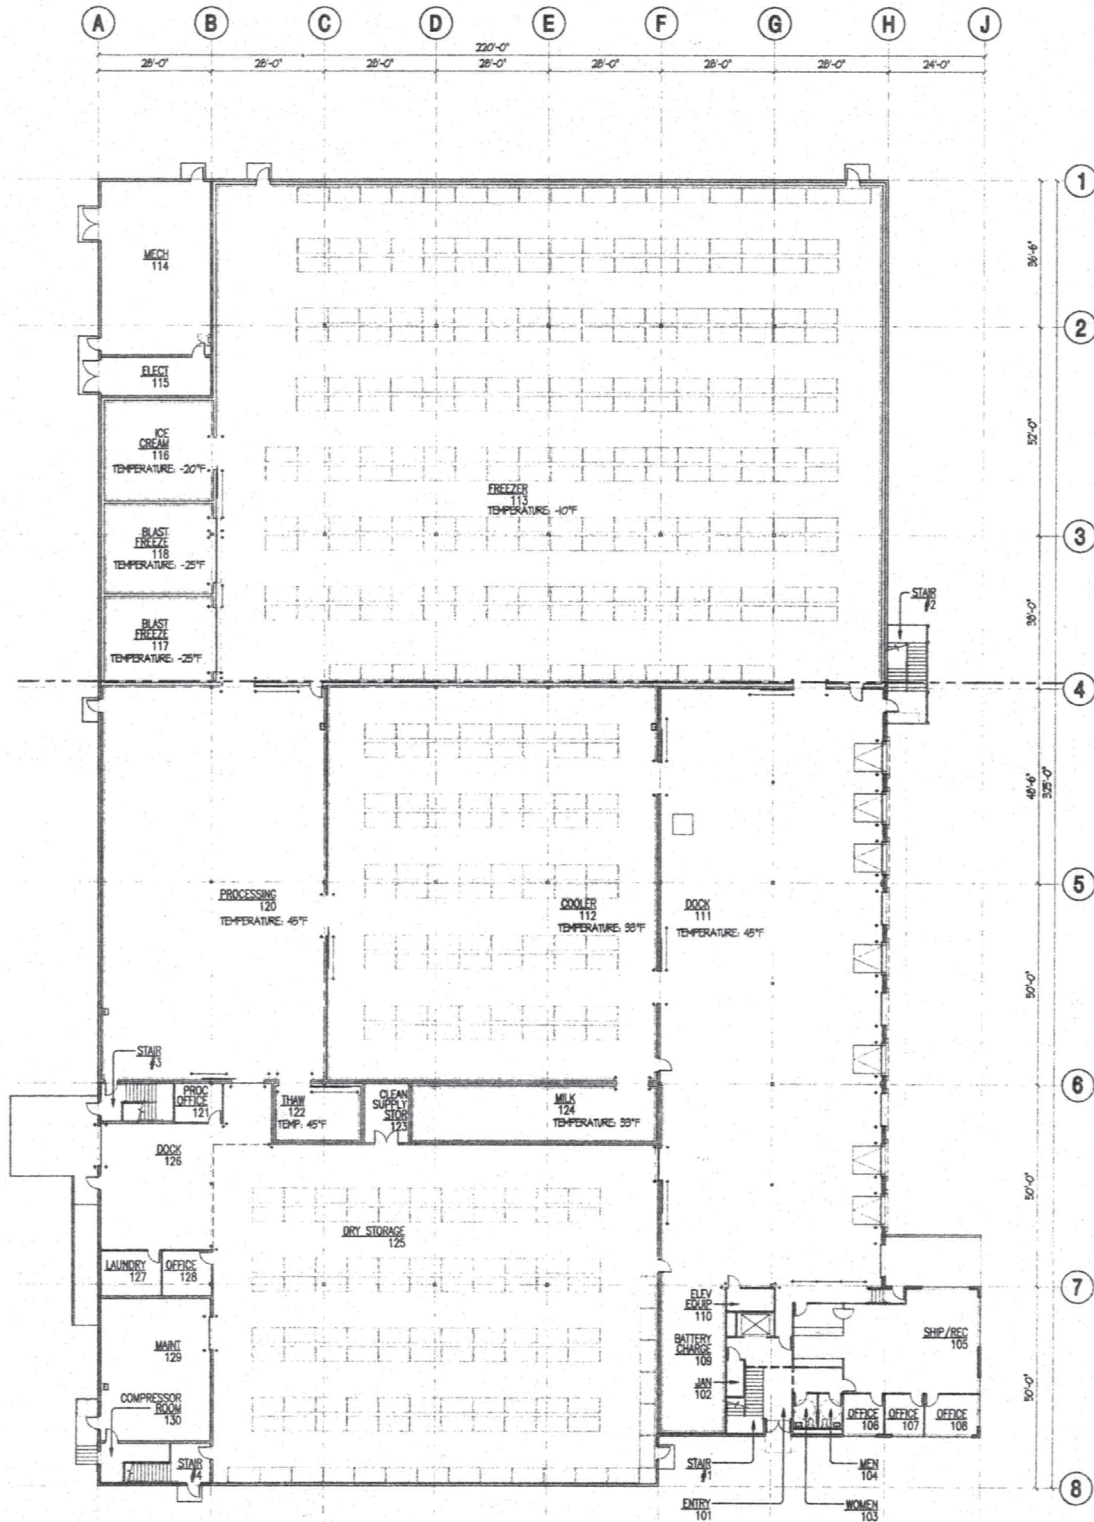 A B C D E F G H J
220'-0"
28'-0" 28'-0" 28'-0" 28'-0" 28'-0" 28'-0" 28'-0" 24'-0"
1
MECH
114
36'-6"
2
ELECT
115
ICE
CREAM
116
TEMPERATURE: -20°F
52'-0"
FREEZER
113
TEMPERATURE: -10°F
BLAST
FREEZE
118
TEMPERATURE: -25°F
3
STAIR
#2
38'-0"
BLAST
FREEZE
117
TEMPERATURE: -25°F
4
48'-6"
325'-0"
PROCESSING
120
TEMPERATURE: 45°F
COOLER
112
TEMPERATURE: 33°F
DOCK
111
TEMPERATURE: 45°F
5
50'-0"
STAIR
#3
PROC
OFFICE
121
THAW
122
TEMP: 45°F
CLEAN
SUPPLY
STOR
123
MILK
124
TEMPERATURE: 33°F
6
DOCK
126
50'-0"
DRY STORAGE
125
LAUNDRY
127
OFFICE
128
7
ELEV
EQUIP
110
SHIP/REC
105
MAINT
129
BATTERY
CHARGE
109
50'-0"
COMPRESSOR
ROOM
130
JAN
102
OFFICE
106
OFFICE
107
OFFICE
108
STAIR
#4
STAIR
#1
MEN
104
8
ENTRY
101
WOMEN
103